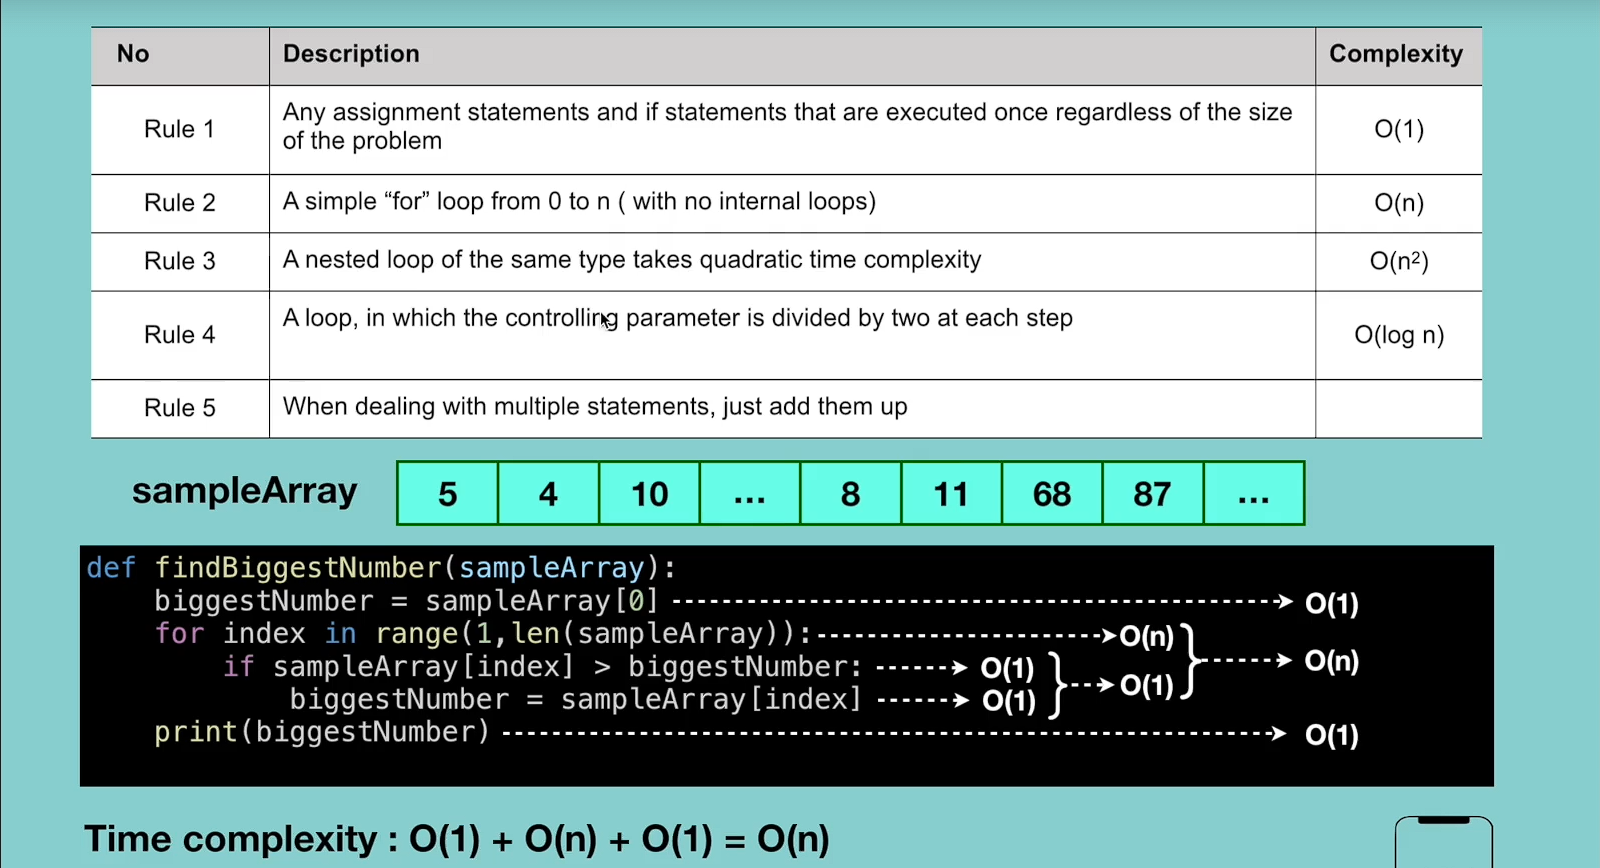 No Description Complexity
Rule 1 Any assignment statements and if statements that are executed once regardless of the size of the problem O(1)
Rule 2 A simple “for” loop from 0 to n ( with no internal loops) O(n)
Rule 3 A nested loop of the same type takes quadratic time complexity O(n²)
Rule 4 A loop, in which the controlling parameter is divided by two at each step O(log n)
Rule 5 When dealing with multiple statements, just add them up
sampleArray 5 4 10 ... 8 11 68 87 ...
def findBiggestNumber(sampleArray):
biggestNumber = sampleArray[0] O(1)
for index in range(1,len(sampleArray)): O(n)
if sampleArray[index] > biggestNumber: O(1) O(n)
biggestNumber = sampleArray[index] O(1) O(1)
print(biggestNumber) O(1)
Time complexity : O(1) + O(n) + O(1) = O(n)